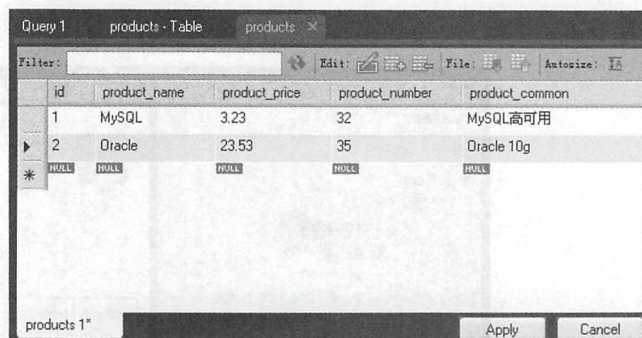 Query 1 products - Table products ×
Filter: Edit: File: Autosize: IA
id product_name product_price product_number product_common
1 MySQL 3.23 32 MySQL高可用
2 Oracle 23.53 35 Oracle 10g
NULL NULL NULL NULL NULL
products 1*
Apply Cancel